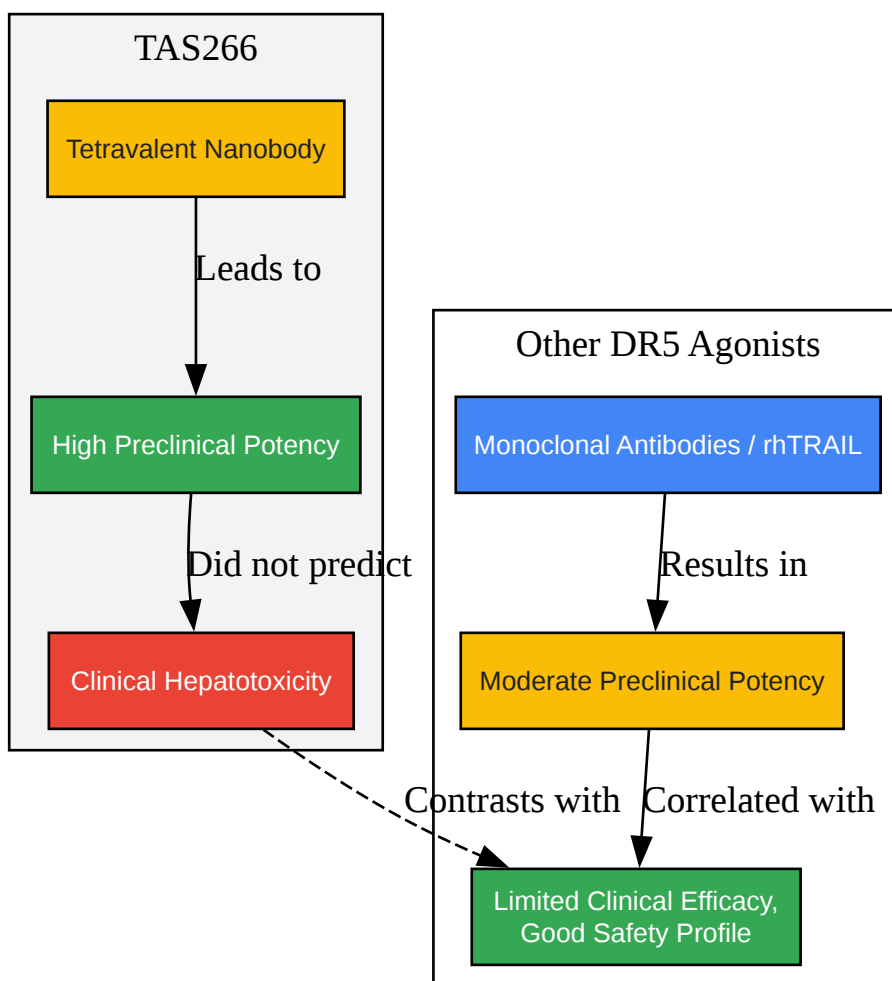 TAS266
Tetravalent Nanobody
Leads to
High Preclinical Potency
Did not predict
Clinical Hepatotoxicity
Contrasts with
Other DR5 Agonists
Monoclonal Antibodies / rhTRAIL
Results in
Moderate Preclinical Potency
Correlated with
Limited Clinical Efficacy,
Good Safety Profile